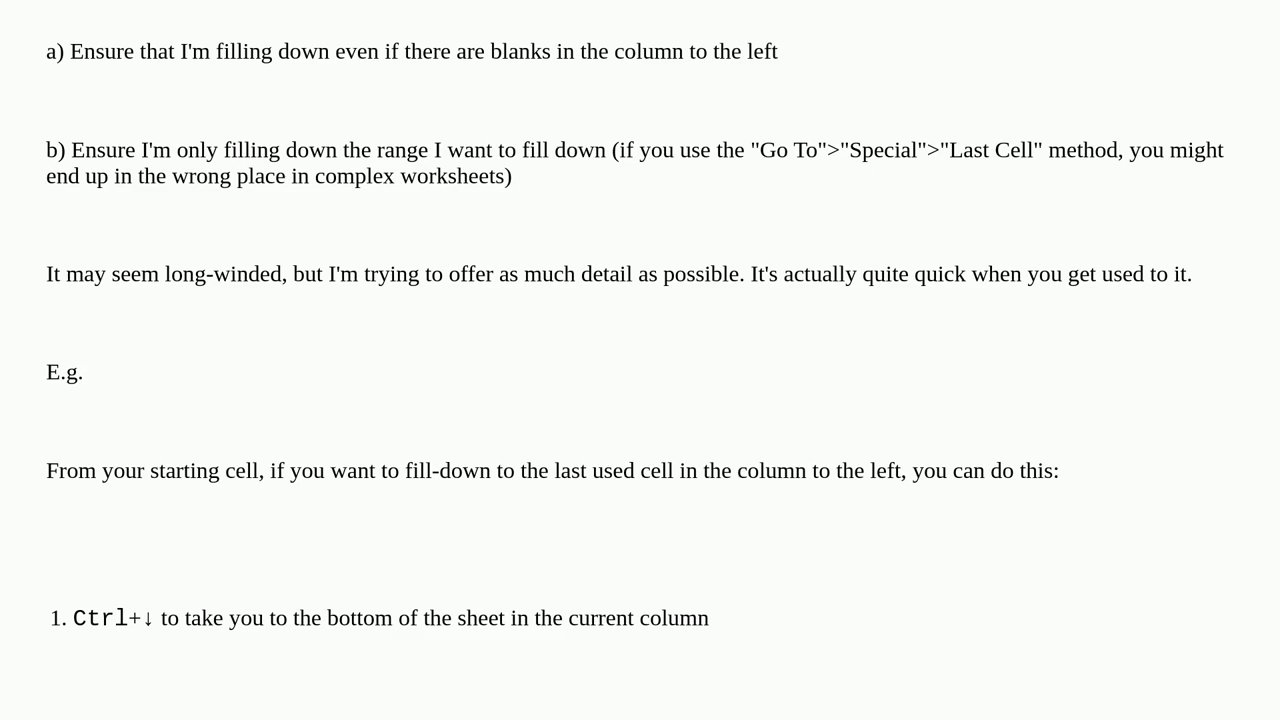 a) Ensure that I'm filling down even if there are blanks in the column to the left
b) Ensure I'm only filling down the range I want to fill down (if you use the "Go To">"Special">"Last Cell" method, you might
end up in the wrong place in complex worksheets)
It may seem long-winded, but I'm trying to offer as much detail as possible. It's actually quite quick when you get used to it.
E.g.
From your starting cell, if you want to fill-down to the last used cell in the column to the left, you can do this:
1. Ctrl+↓ to take you to the bottom of the sheet in the current column